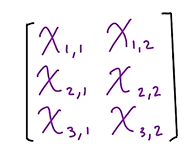 x₁,₁ x₁,₂
x₂,₁ x₂,₂
x₃,₁ x₃,₂